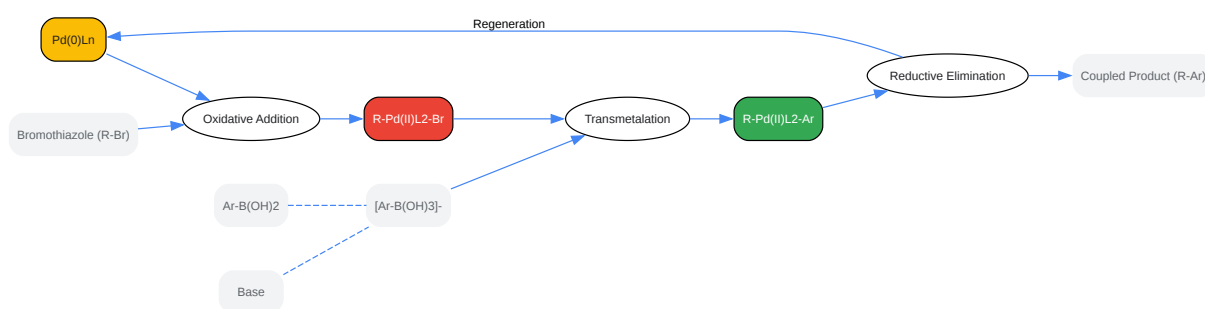 Regeneration
Pd(0)Ln
Reductive Elimination
Coupled Product (R-Ar)
Bromothiazole (R-Br)
Oxidative Addition
R-Pd(II)L2-Br
Transmetalation
R-Pd(II)L2-Ar
Ar-B(OH)2
[Ar-B(OH)3]-
Base